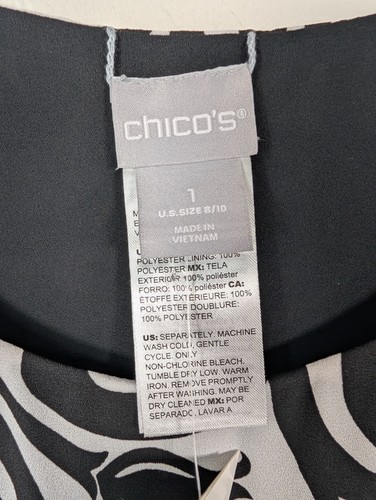 chico's®
1
U.S. SIZE 8/10
MADE IN
VIETNAM
POLYESTER LINING: 100%
POLYESTER MX: TELA
EXTERIOR 100% poliéster
FORRO: 100% poliéster CA:
ÉTOFFE EXTÉRIEURE: 100%
POLYESTER DOUBLURE:
100% POLYESTER
US: SEPARATELY. MACHINE
WASH COLD, GENTLE
CYCLE. ONLY
NON-CHLORINE BLEACH.
TUMBLE DRY LOW. WARM
IRON. REMOVE PROMPTLY
AFTER WASHING. MAY BE
DRY CLEANED MX: POR
SEPARADO. LAVAR A